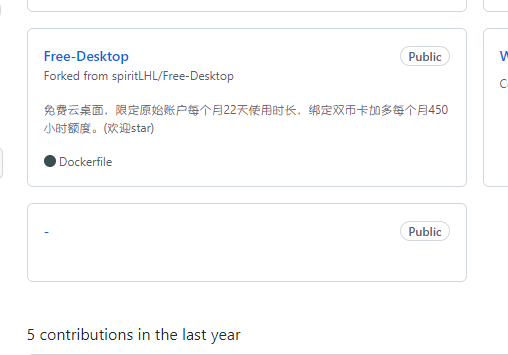 Free-Desktop
Public
Forked from spiritLHL/Free-Desktop
免费云桌面，限定原始账户每个月22天使用时长，绑定双币卡加多每个月450
小时额度。(欢迎star)
Dockerfile
-
Public
5 contributions in the last year